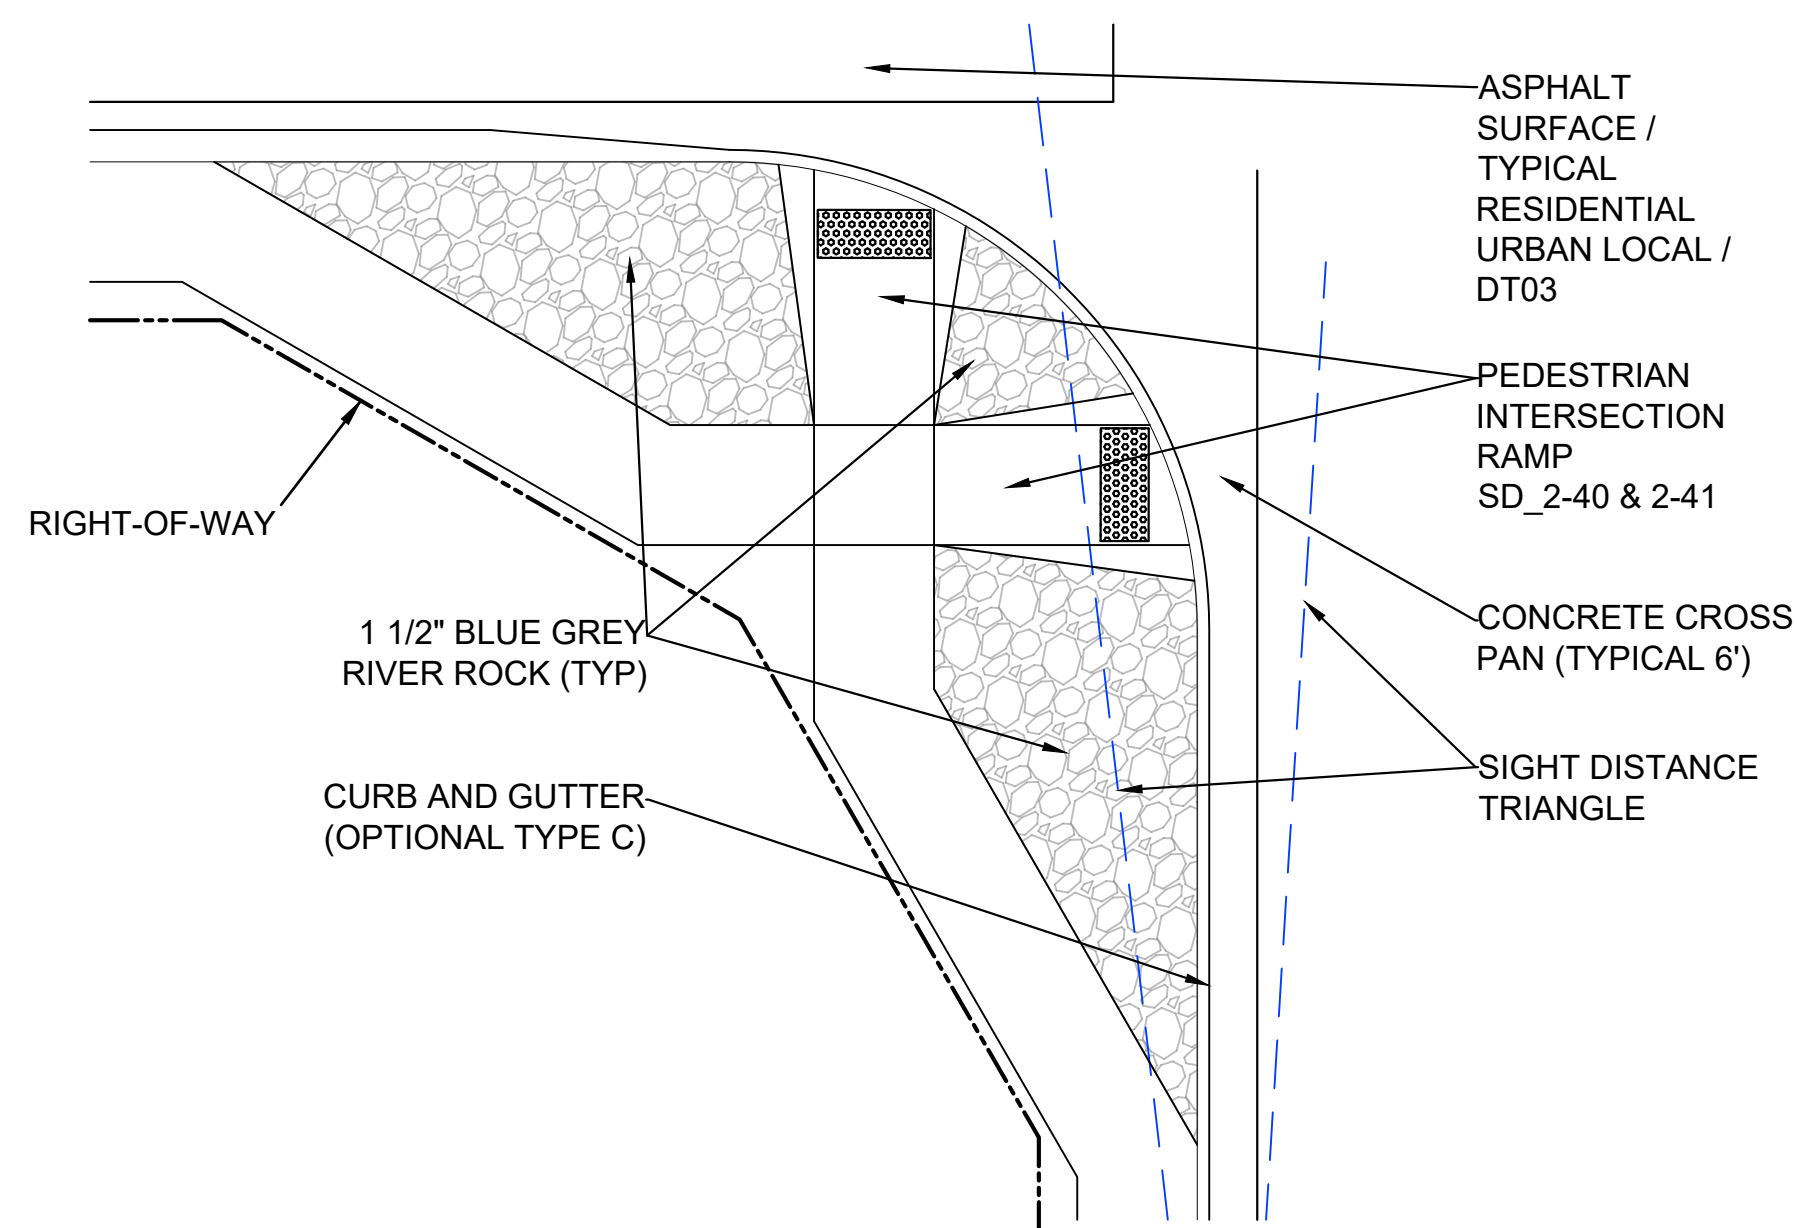 ASPHALT
SURFACE /
TYPICAL
RESIDENTIAL
URBAN LOCAL /
DT03
PEDESTRIAN
INTERSECTION
RAMP
SD_2-40 & 2-41
RIGHT-OF-WAY
1 1/2" BLUE GREY
RIVER ROCK (TYP)
CONCRETE CROSS
PAN (TYPICAL 6')
CURB AND GUTTER
(OPTIONAL TYPE C)
SIGHT DISTANCE
TRIANGLE